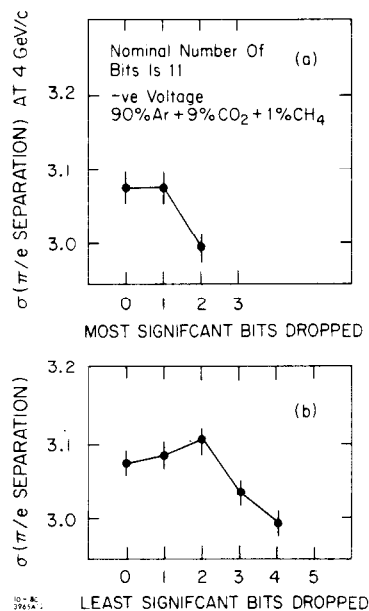 σ(π/e SEPARATION) AT 4 GeV/c
Nominal Number Of
Bits Is 11
(a)
-ve Voltage
90%Ar+9%CO₂+1%CH₄
3.2
3.1
3.0
0 1 2 3
MOST SIGNIFCANT BITS DROPPED
σ(π/e SEPARATION)
(b)
3.2
3.1
3.0
0 1 2 3 4 5
LEAST SIGNIFCANT BITS DROPPED